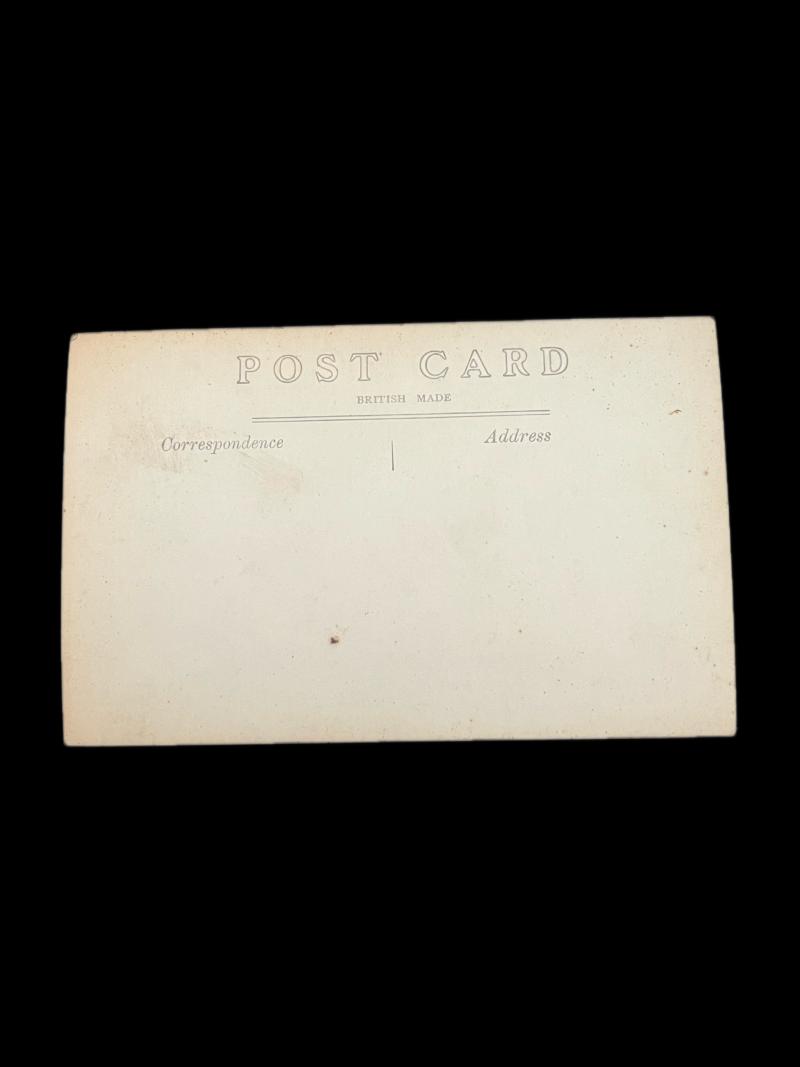 POST CARD
BRITISH MADE
Correspondence
Address